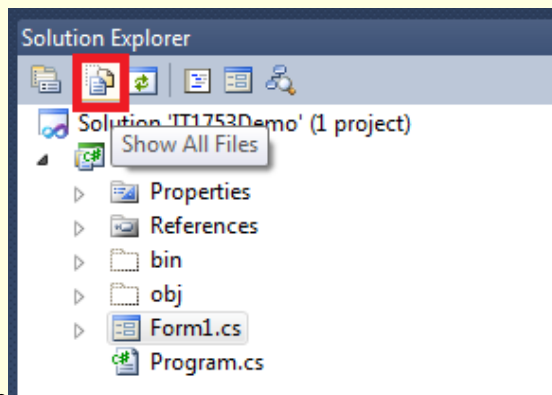 Solution Explorer
Solution 'IT1753Demo' (1 project)
Show All Files
Properties
References
bin
obj
Form1.cs
Program.cs